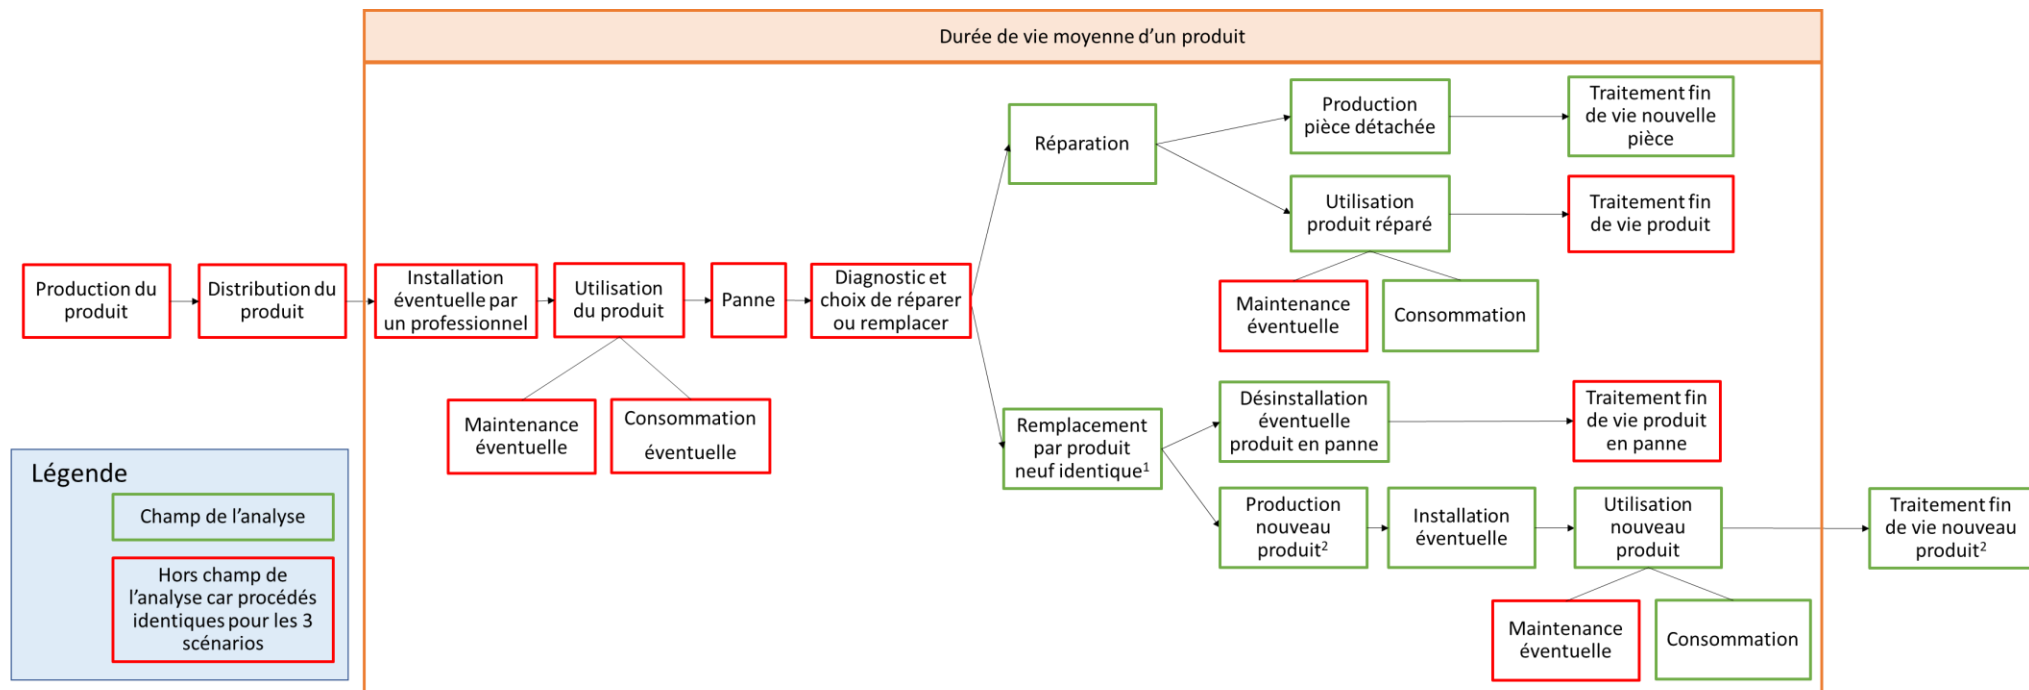 Durée de vie moyenne d'un produit
Production du
produit
Distribution du
produit
Installation
éventuelle par
un professionnel
Utilisation
du produit
Maintenance
éventuelle
Consommation
éventuelle
Panne
Diagnostic et
choix de réparer
ou remplacer
Réparation
Production
pièce détachée
Traitement fin
de vie nouvelle
pièce
Utilisation
produit réparé
Traitement fin
de vie produit
Maintenance
éventuelle
Consommation
Remplacement
par produit
neuf identique¹
Désinstallation
éventuelle
produit en panne
Traitement fin
de vie produit
en panne
Production
nouveau
produit²
Installation
éventuelle
Utilisation
nouveau
produit
Traitement fin
de vie nouveau
produit²
Maintenance
éventuelle
Consommation
Légende
Champ de l'analyse
Hors champ de
l'analyse car procédés
identiques pour les 3
scénarios